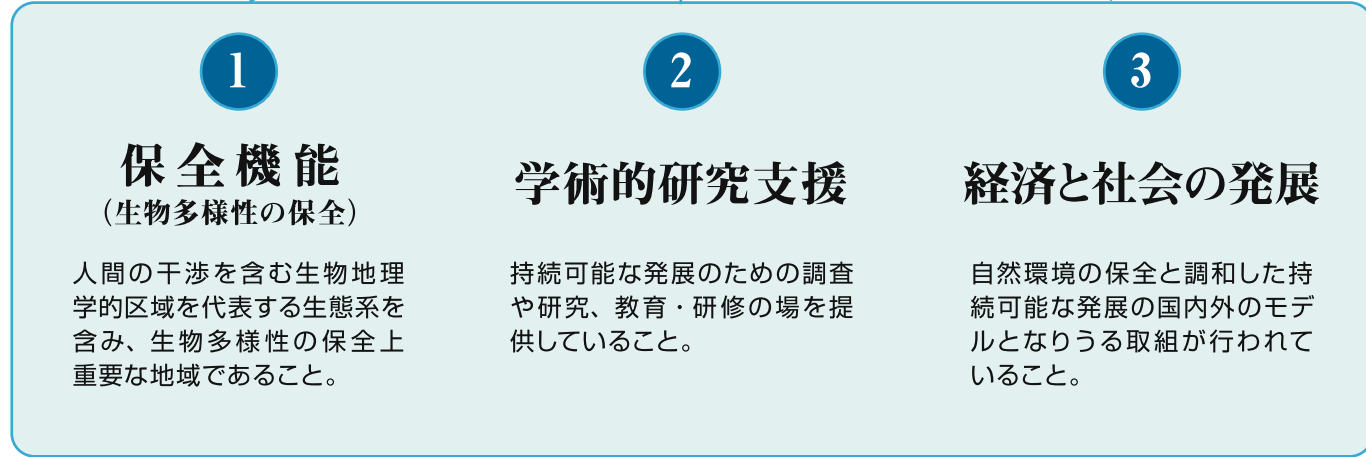 1
保全機能
（生物多様性の保全）
人間の干渉を含む生物地理
学的区域を代表する生態系を
含み、生物多様性の保全上
重要な地域であること。
2
学術的研究支援
持続可能な発展のための調査
や研究、教育・研修の場を提
供していること。
3
経済と社会の発展
自然環境の保全と調和した持
続可能な発展の国内外のモデ
ルとなりうる取組が行われて
いること。